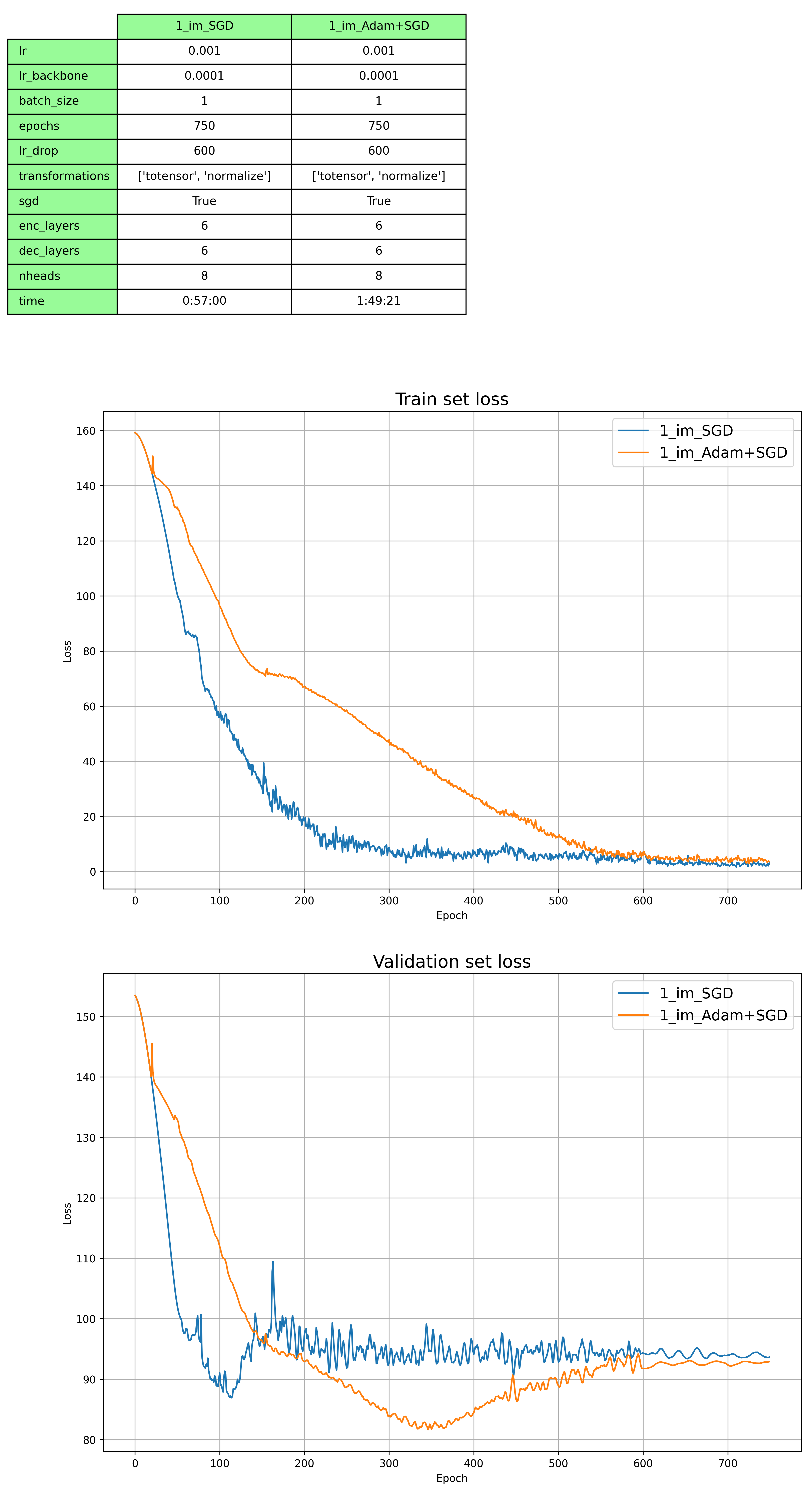 1_im_SGD 1_im_Adam+SGD
lr 0.001 0.001
lr_backbone 0.0001 0.0001
batch_size 1 1
epochs 750 750
lr_drop 600 600
transformations ['totensor', 'normalize'] ['totensor', 'normalize']
sgd True True
enc_layers 6 6
dec_layers 6 6
nheads 8 8
time 0:57:00 1:49:21
Train set loss
1_im_SGD
1_im_Adam+SGD
160
140
120
100
80
60
40
20
0
Loss
0 100 200 300 400 500 600 700
Epoch
Validation set loss
1_im_SGD
1_im_Adam+SGD
150
140
130
120
110
100
90
80
Loss
0 100 200 300 400 500 600 700
Epoch